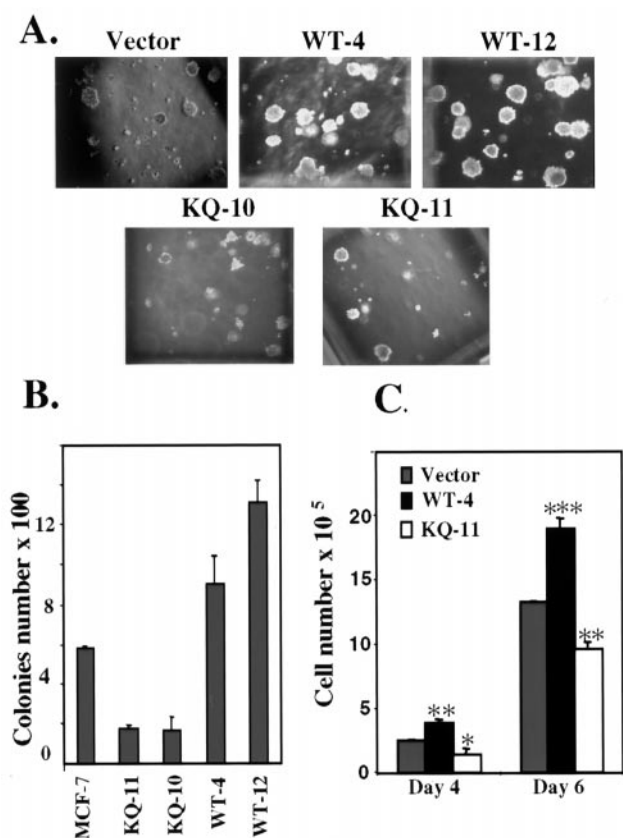 A.
Vector WT-4 WT-12
KQ-10 KQ-11
B.
Colonies number x 100
12
6
2
0
MCF-7 KQ-11 KQ-10 WT-4 WT-12
C.
Cell number x 10 5
20
15
10
5
0
Vector
WT-4
KQ-11
** * *** **
Day 4 Day 6